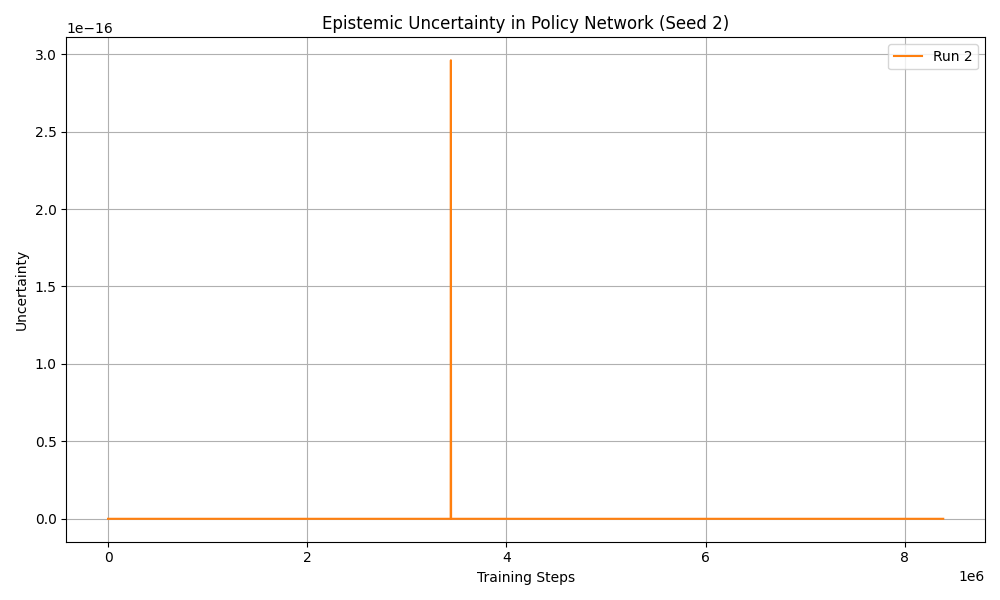 Epistemic Uncertainty in Policy Network (Seed 2)
1e−16
Run 2
3.0
2.5
2.0
1.5
1.0
0.5
0.0
Uncertainty
0 2 4 6 8
1e6
Training Steps